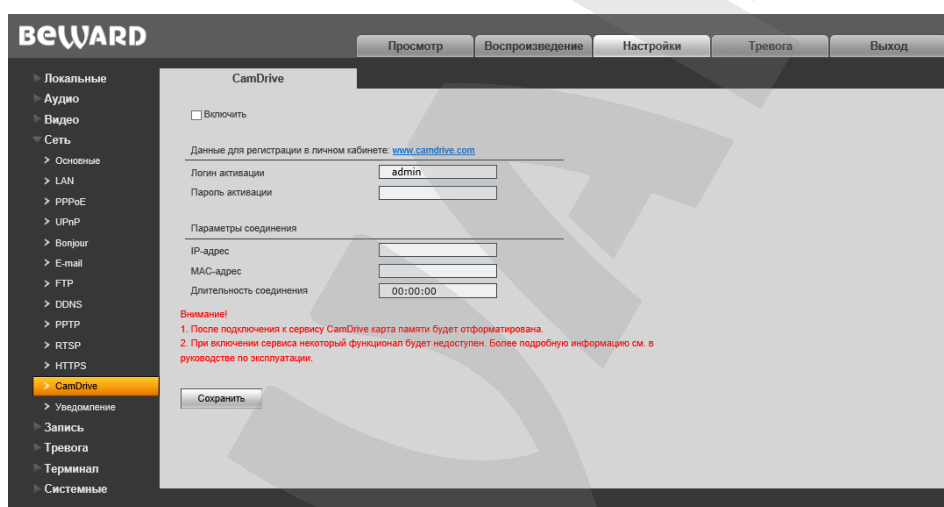 BEWARD
Просмотр Воспроизведение Настройки Тревога Выход
Локальные
Аудио
Видео
Сеть
Основные
LAN
PPPoE
UPnP
Bonjour
E-mail
FTP
DDNS
PPTP
RTSP
HTTPS
CamDrive
Уведомление
Запись
Тревога
Терминал
Системные
CamDrive
Включить
Данные для регистрации в личном кабинете: www.camdrive.com
Логин активации admin
Пароль активации
Параметры соединения
IP-адрес
MAC-адрес
Длительность соединения 00:00:00
Внимание!
1. После подключения к сервису CamDrive карта памяти будет отформатирована.
2. При включении сервиса некоторый функционал будет недоступен. Более подробную информацию см. в
руководстве по эксплуатации.
Сохранить